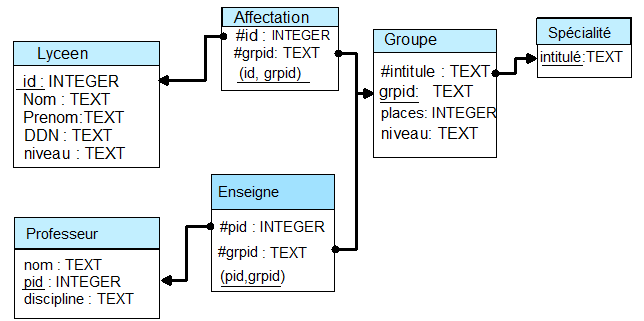 Lyceen
id : INTEGER
Nom : TEXT
Prenom:TEXT
DDN : TEXT
niveau : TEXT
Affectation
#id : INTEGER
#grpid: TEXT
(id, grpid)
Groupe
#intitule : TEXT
grpid: TEXT
places: INTEGER
niveau: TEXT
Spécialité
intitulé:TEXT
Professeur
nom : TEXT
pid : INTEGER
discipline : TEXT
Enseigne
#pid : INTEGER
#grpid : TEXT
(pid,grpid)